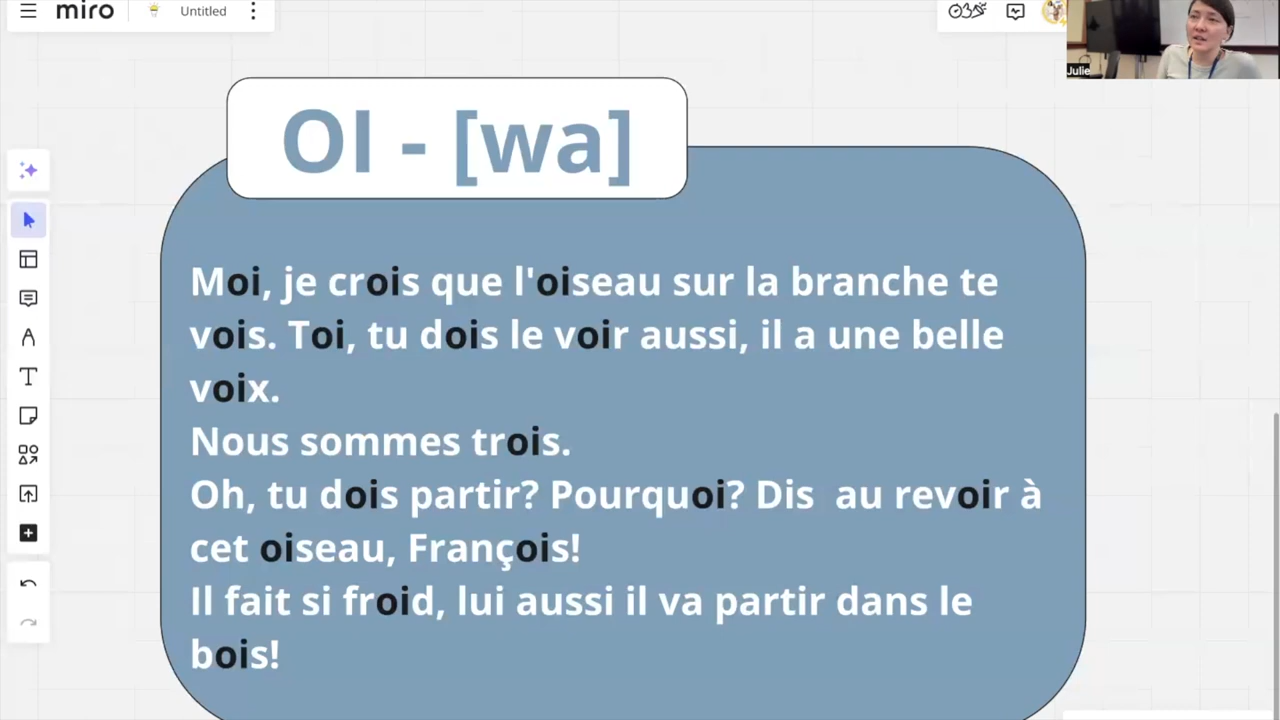 miro
Untitled
Julie
OI - [wa]
Moi, je crois que l'oiseau sur la branche te
vois. Toi, tu dois le voir aussi, il a une belle
voix.
Nous sommes trois.
Oh, tu dois partir? Pourquoi? Dis  au revoir à
cet oiseau, François!
Il fait si froid, lui aussi il va partir dans le
bois!